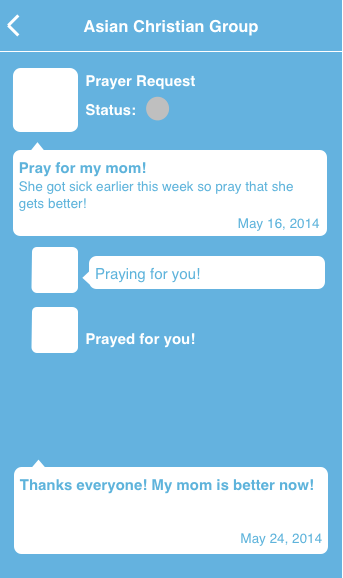 Asian Christian Group
Prayer Request
Status:
Pray for my mom!
She got sick earlier this week so pray that she
gets better!
May 16, 2014
Praying for you!
Prayed for you!
Thanks everyone! My mom is better now!
May 24, 2014